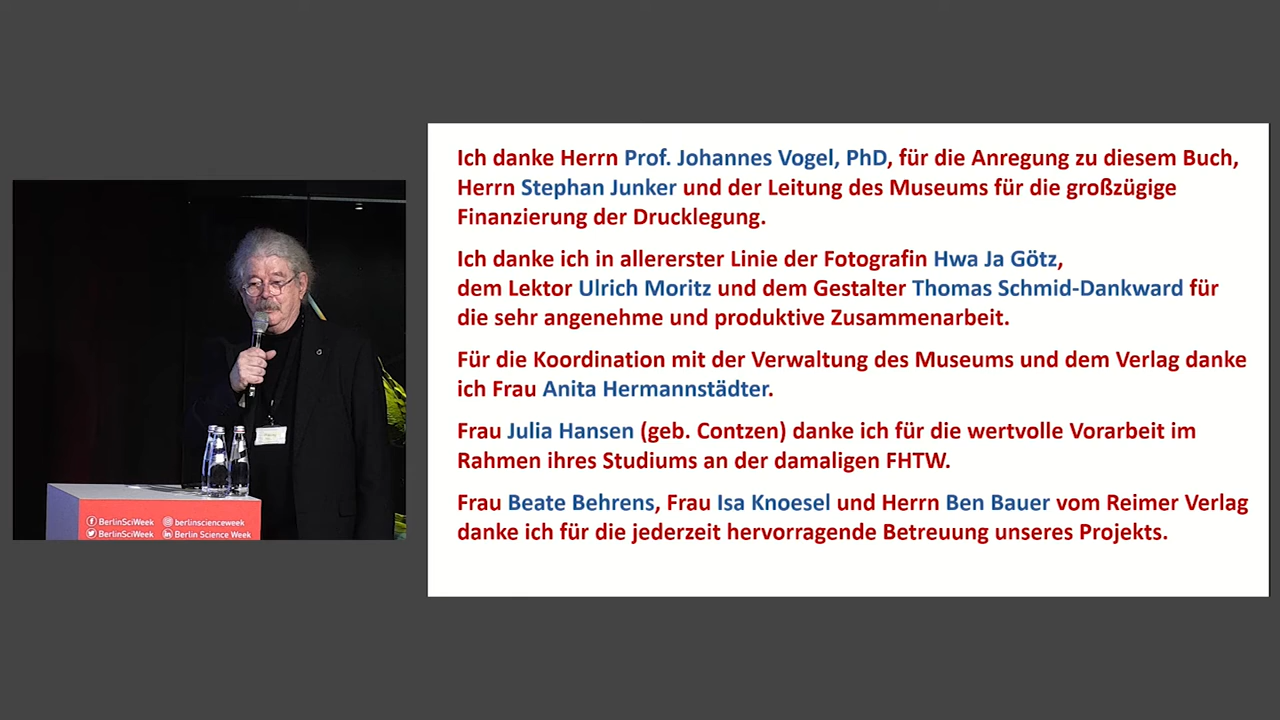 Ich danke Herrn Prof. Johannes Vogel, PhD, für die Anregung zu diesem Buch,
Herrn Stephan Junker und der Leitung des Museums für die großzügige
Finanzierung der Drucklegung.
Ich danke ich in allererster Linie der Fotografin Hwa Ja Götz,
dem Lektor Ulrich Moritz und dem Gestalter Thomas Schmid-Dankward für
die sehr angenehme und produktive Zusammenarbeit.
Für die Koordination mit der Verwaltung des Museums und dem Verlag danke
ich Frau Anita Hermannstädter.
Frau Julia Hansen (geb. Contzen) danke ich für die wertvolle Vorarbeit im
Rahmen ihres Studiums an der damaligen FHTW.
Frau Beate Behrens, Frau Isa Knoesel und Herrn Ben Bauer vom Reimer Verlag
danke ich für die jederzeit hervorragende Betreuung unseres Projekts.
BerlinSciWeek berlinscienceweek
BerlinSciWeek Berlin Science Week